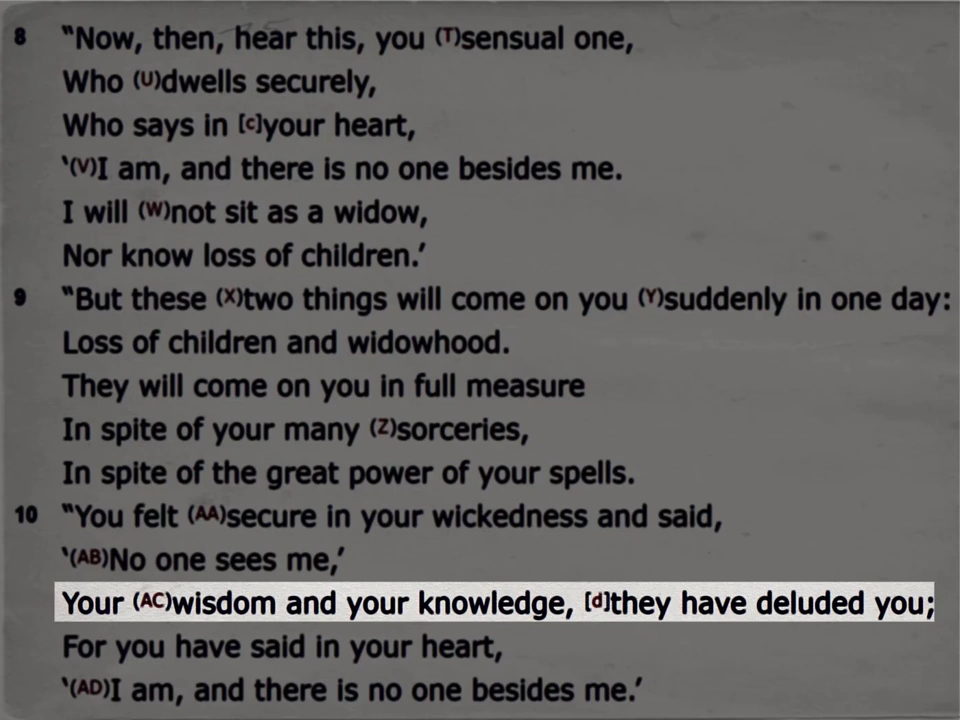 8 "Now, then, hear this, you (T)sensual one,
Who (U)dwells securely,
Who says in [c]your heart,
'(V)I am, and there is no one besides me.
I will (W)not sit as a widow,
Nor know loss of children.'
9 "But these (X)two things will come on you (Y)suddenly in one day:
Loss of children and widowhood.
They will come on you in full measure
In spite of your many (Z)sorceries,
In spite of the great power of your spells.
10 "You felt (AA)secure in your wickedness and said,
'(AB)No one sees me,'
Your (AC)wisdom and your knowledge, [d]they have deluded you;
For you have said in your heart,
'(AD)I am, and there is no one besides me.'